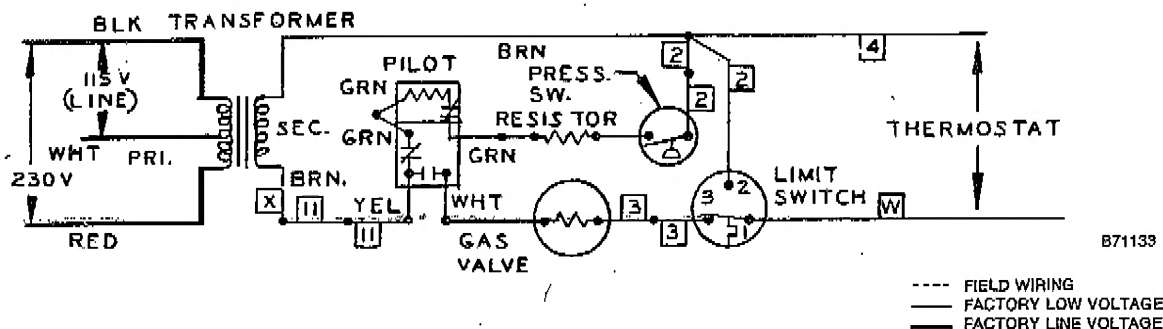 BLK TRANSFORMER
BRN
2
4
PILOT
PRESS.
SW.
2
2
115 V
(LINE)
GRN
RESISTOR
THERMOSTAT
SEC.
GRN
GRN
WHT PRI.
230 V
BRN.
LIMIT
SWITCH
3 2
1
X
11
YEL
11
WHT
3
3
W
RED
GAS
VALVE
B71133
FIELD WIRING
FACTORY LOW VOLTAGE
FACTORY LINE VOLTAGE